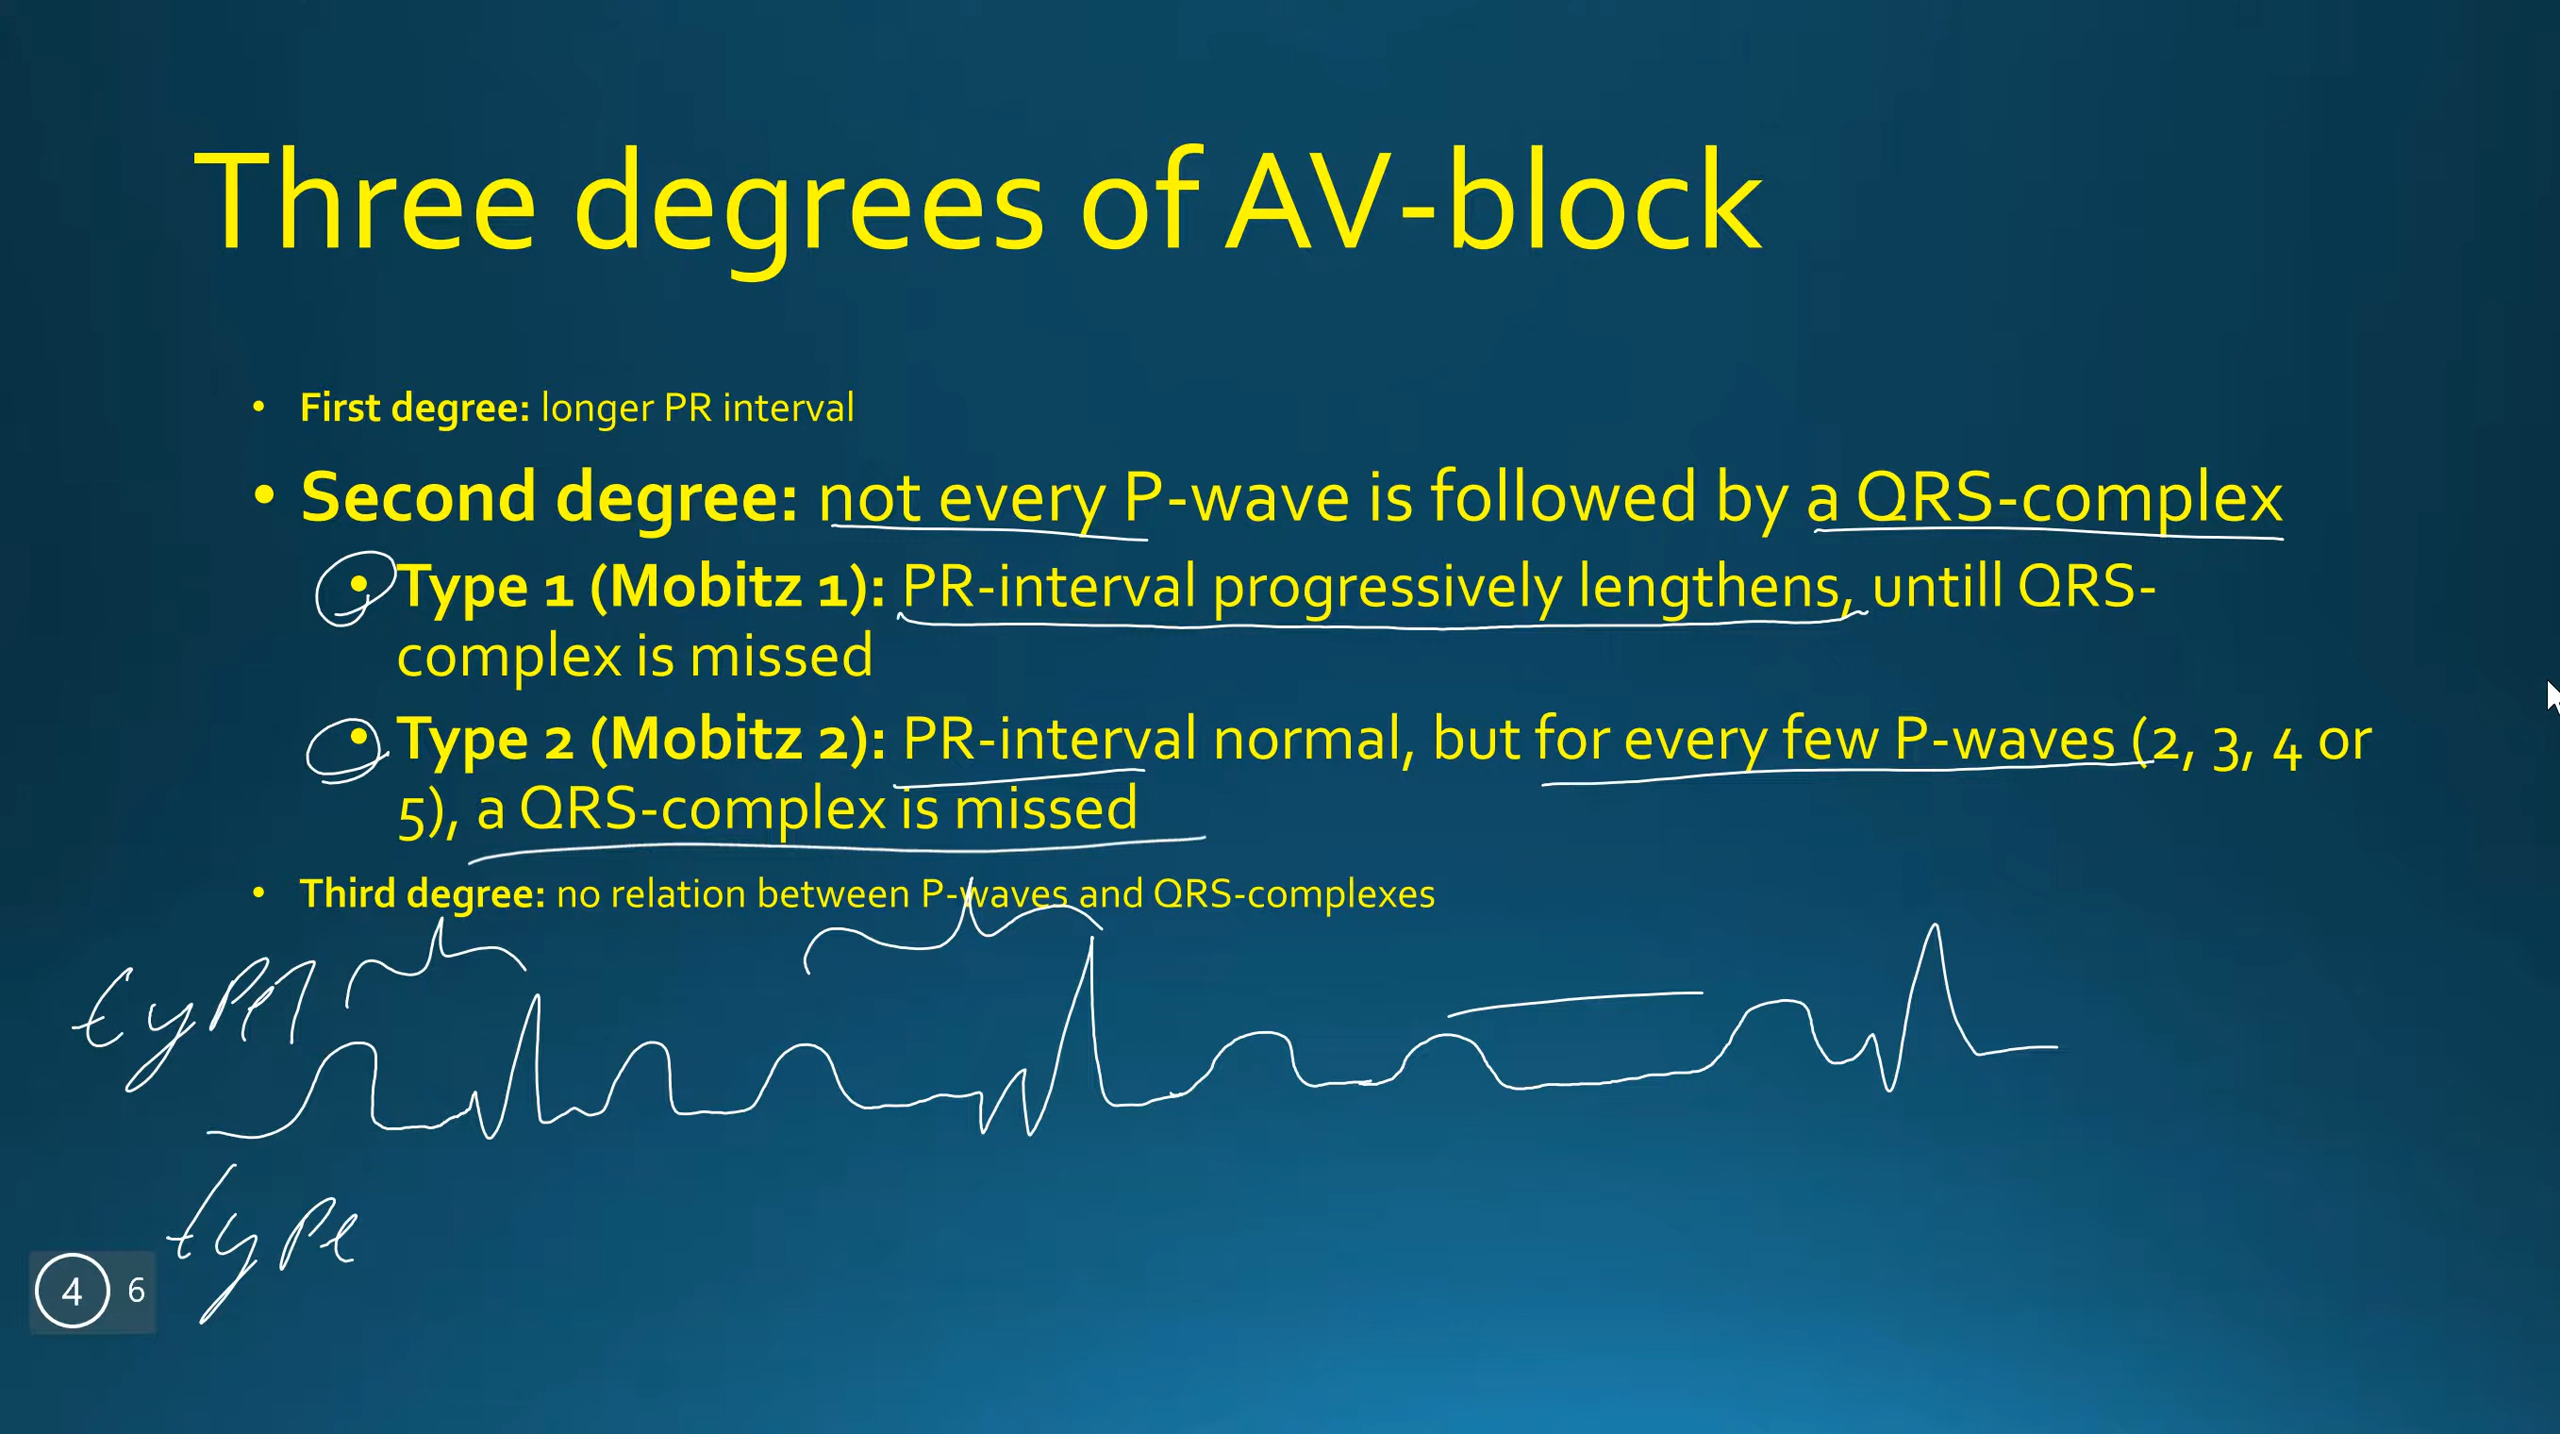 Three degrees of AV-block
• First degree: longer PR interval
• Second degree: not every P-wave is followed by a QRS-complex
• Type 1 (Mobitz 1): PR-interval progressively lengthens, untill QRS-
complex is missed
• Type 2 (Mobitz 2): PR-interval normal, but for every few P-waves (2, 3, 4 or
5), a QRS-complex is missed
• Third degree: no relation between P-waves and QRS-complexes
type 1
type
4 6